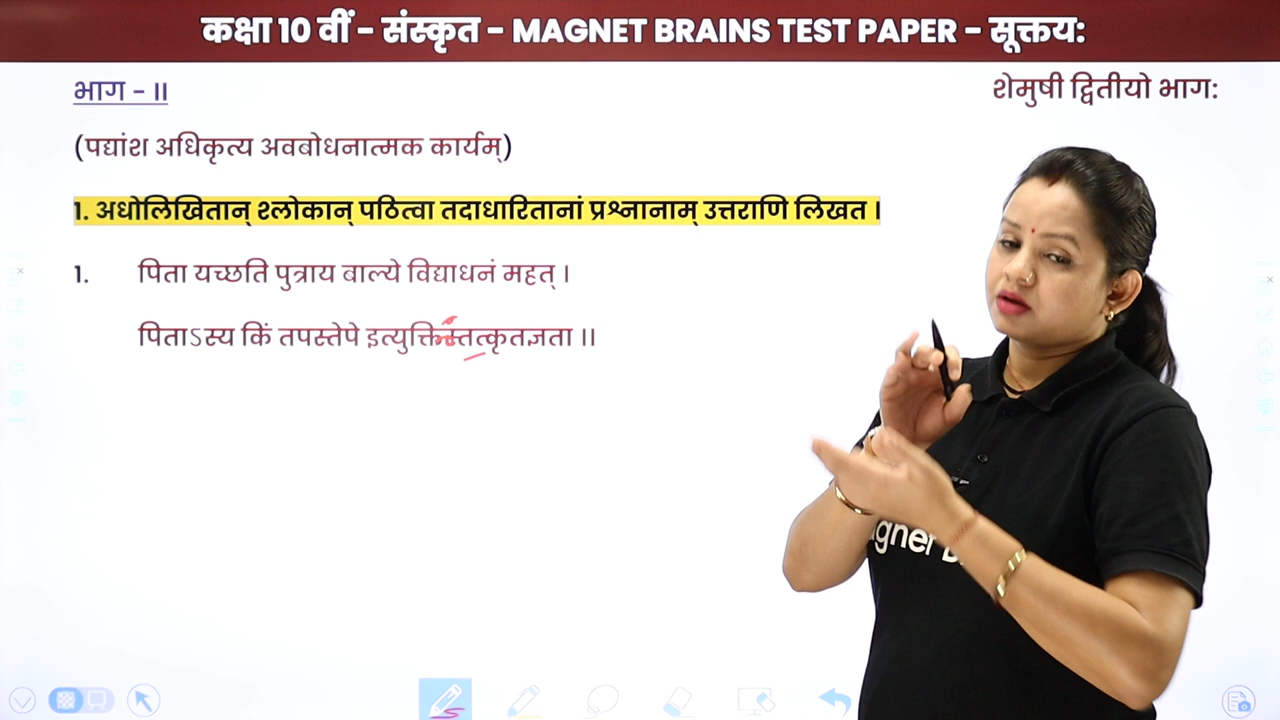 कक्षा 10 वीं - संस्कृत - MAGNET BRAINS TEST PAPER - सूक्तय:
भाग - II
शेमुषी द्वितीयो भाग:
(पद्यांश अधिकृत्य अवबोधनात्मक कार्यम्)
1. अधोलिखितान् श्लोकान् पठित्वा तदाधारितानां प्रश्नानाम् उत्तराणि लिखत ।
1. पिता यच्छति पुत्राय बाल्ये विद्याधनं महत् ।
पिताऽस्य किं तपस्तेपे इत्युक्तिस्तत्कृतज्ञता ।।